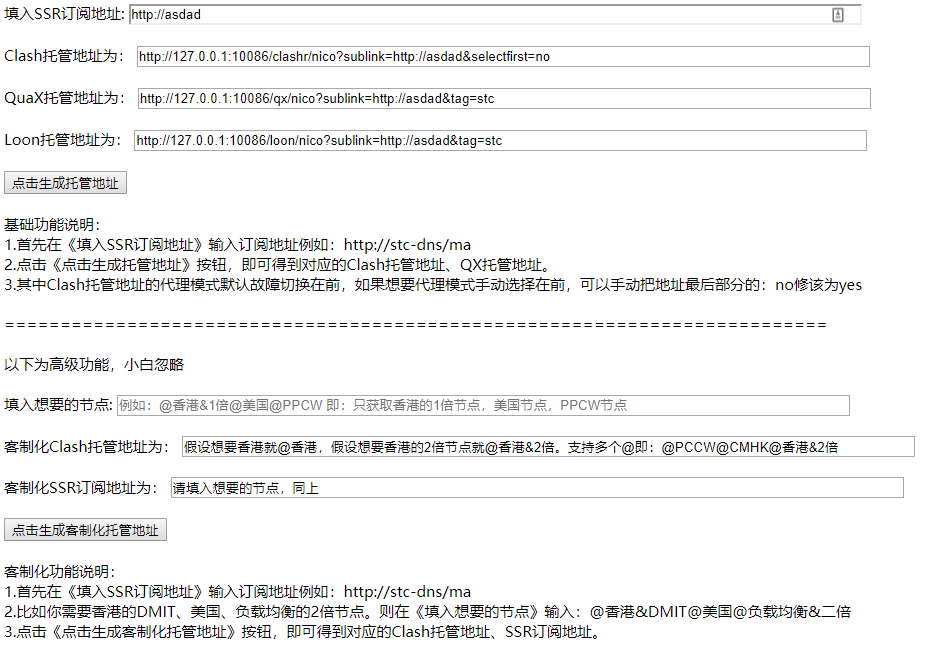 填入SSR订阅地址: http://asdad
Clash托管地址为： http://127.0.0.1:10086/clashr/nico?sublink=http://asdad&selectfirst=no
QuaX托管地址为： http://127.0.0.1:10086/qx/nico?sublink=http://asdad&tag=stc
Loon托管地址为： http://127.0.0.1:10086/loon/nico?sublink=http://asdad&tag=stc
点击生成托管地址
基础功能说明：
1.首先在《填入SSR订阅地址》输入订阅地址例如：http://stc-dns/ma
2.点击《点击生成托管地址》按钮，即可得到对应的Clash托管地址、QX托管地址。
3.其中Clash托管地址的代理模式默认故障切换在前，如果想要代理模式手动选择在前，可以手动把地址最后部分的：no修该为yes
==========================================================================
以下为高级功能，小白忽略
填入想要的节点: 例如：@香港&1倍@美国@PPCW 即：只获取香港的1倍节点，美国节点，PPCW节点
客制化Clash托管地址为： 假设想要香港就@香港，假设想要香港的2倍节点就@香港&2倍。支持多个@即：@PCCW@CMHK@香港&2倍
客制化SSR订阅地址为： 请填入想要的节点，同上
点击生成客制化托管地址
客制化功能说明：
1.首先在《填入SSR订阅地址》输入订阅地址例如：http://stc-dns/ma
2.比如你需要香港的DMIT、美国、负载均衡的2倍节点。则在《填入想要的节点》输入：@香港&DMIT@美国@负载均衡&二倍
3.点击《点击生成客制化托管地址》按钮，即可得到对应的Clash托管地址、SSR订阅地址。